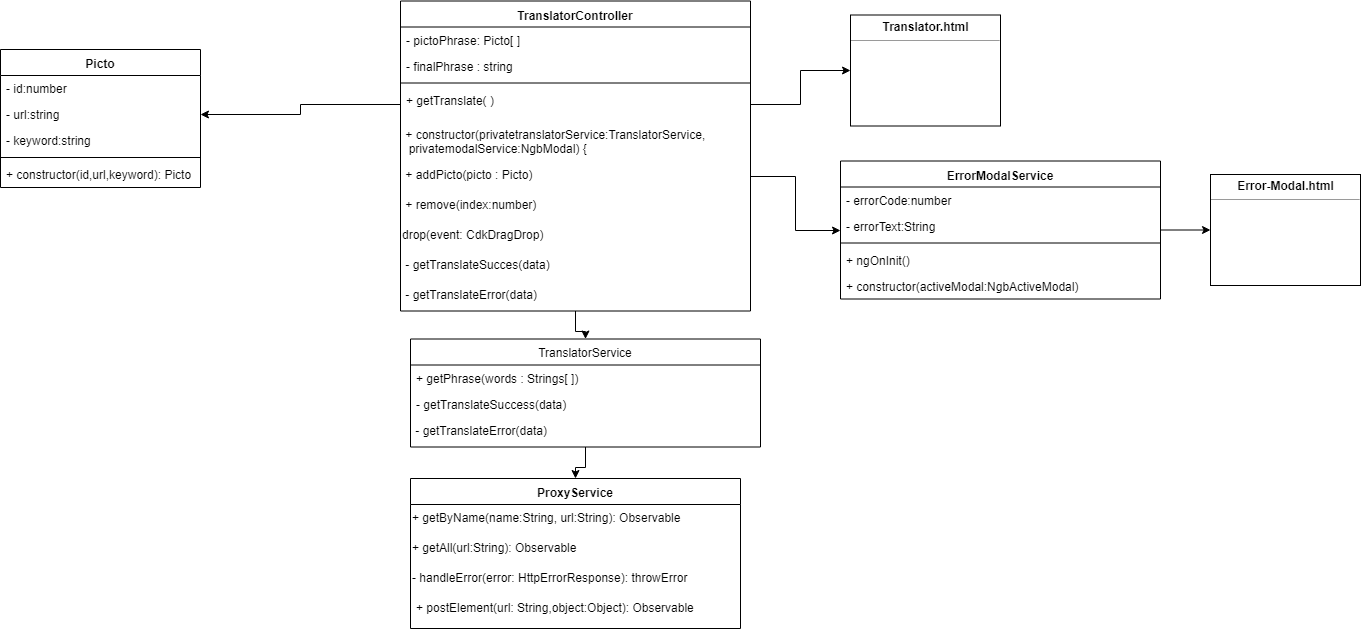 TranslatorController
- pictoPhrase: Picto[ ]
- finalPhrase : string
+ getTranslate( )
+ constructor(privatetranslatorService:TranslatorService,
privatemodalService:NgbModal) {
+ addPicto(picto : Picto)
+ remove(index:number)
drop(event: CdkDragDrop)
- getTranslateSucces(data)
- getTranslateError(data)
Picto
- id:number
- url:string
- keyword:string
+ constructor(id,url,keyword): Picto
Translator.html
ErrorModalService
- errorCode:number
- errorText:String
+ ngOnInit()
+ constructor(activeModal:NgbActiveModal)
Error-Modal.html
TranslatorService
+ getPhrase(words : Strings[ ])
- getTranslateSuccess(data)
- getTranslateError(data)
ProxyService
+ getByName(name:String, url:String): Observable
+ getAll(url:String): Observable
- handleError(error: HttpErrorResponse): throwError
+ postElement(url: String,object:Object): Observable